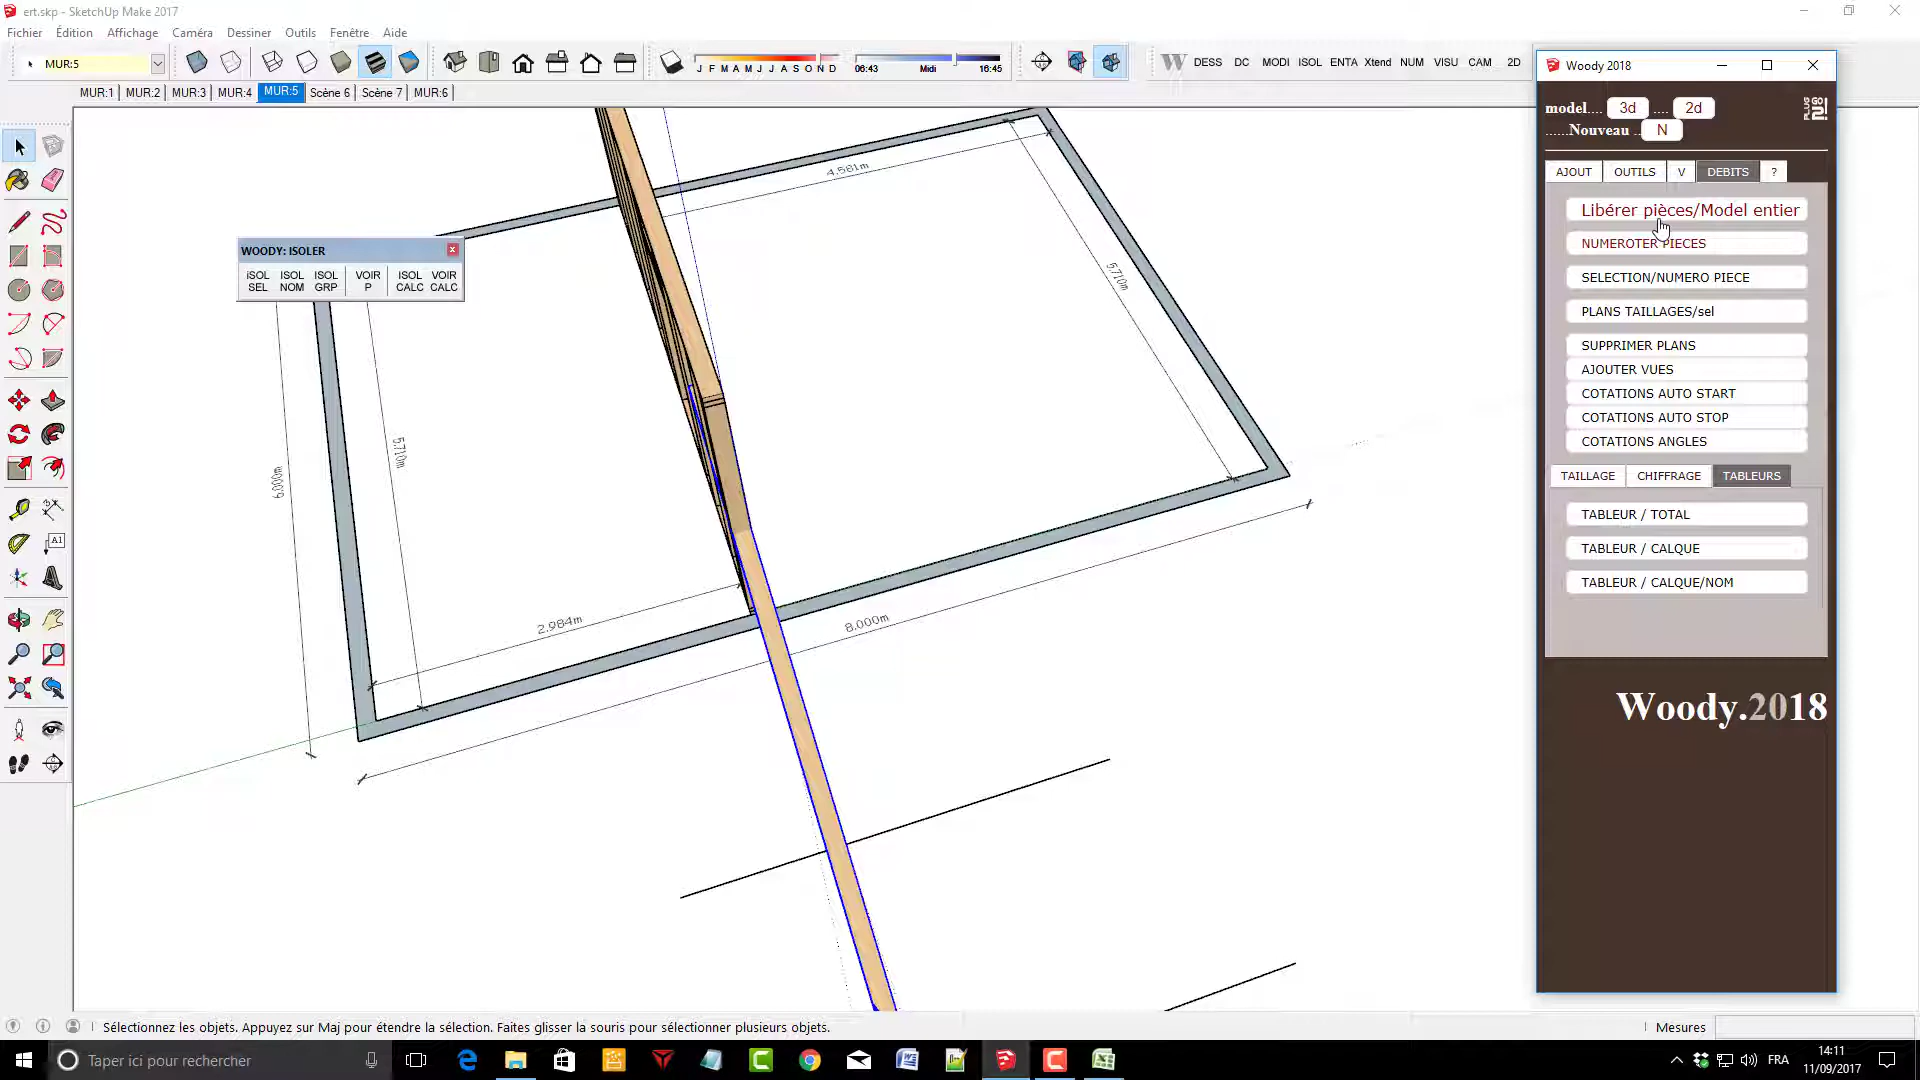 ert.skp - SketchUp Make 2017
Fichier Édition Affichage Caméra Dessiner Outils Fenêtre Aide
MUR:5
J F M A M J J A S O N D 06:43 Midi 16:45
DESS DC MODI ISOL ENTA Xtend NUM VISU CAM 2D
MUR:1 MUR:2 MUR:3 MUR:4 MUR:5 Scène 6 Scène 7 MUR:6
WOODY: ISOLER
iSOL SEL
ISOL NOM
ISOL GRP
VOIR P
ISOL CALC
VOIR CALC
4.561m
5.710m
5.710m
6.000m
2.984m
8.000m
A1
Woody 2018
model.... 3d .... 2d
......Nouveau .. N
PLUG IN!
AJOUT OUTILS V DEBITS ?
Libérer pièces/Model entier
NUMEROTER PIECES
SELECTION/NUMERO PIECE
PLANS TAILLAGES/sel
SUPPRIMER PLANS
AJOUTER VUES
COTATIONS AUTO START
COTATIONS AUTO STOP
COTATIONS ANGLES
TAILLAGE CHIFFRAGE TABLEURS
TABLEUR / TOTAL
TABLEUR / CALQUE
TABLEUR / CALQUE/NOM
Woody.2018
Sélectionnez les objets. Appuyez sur Maj pour étendre la sélection. Faites glisser la souris pour sélectionner plusieurs objets.
Mesures
Taper ici pour rechercher
FRA
14:11
11/09/2017